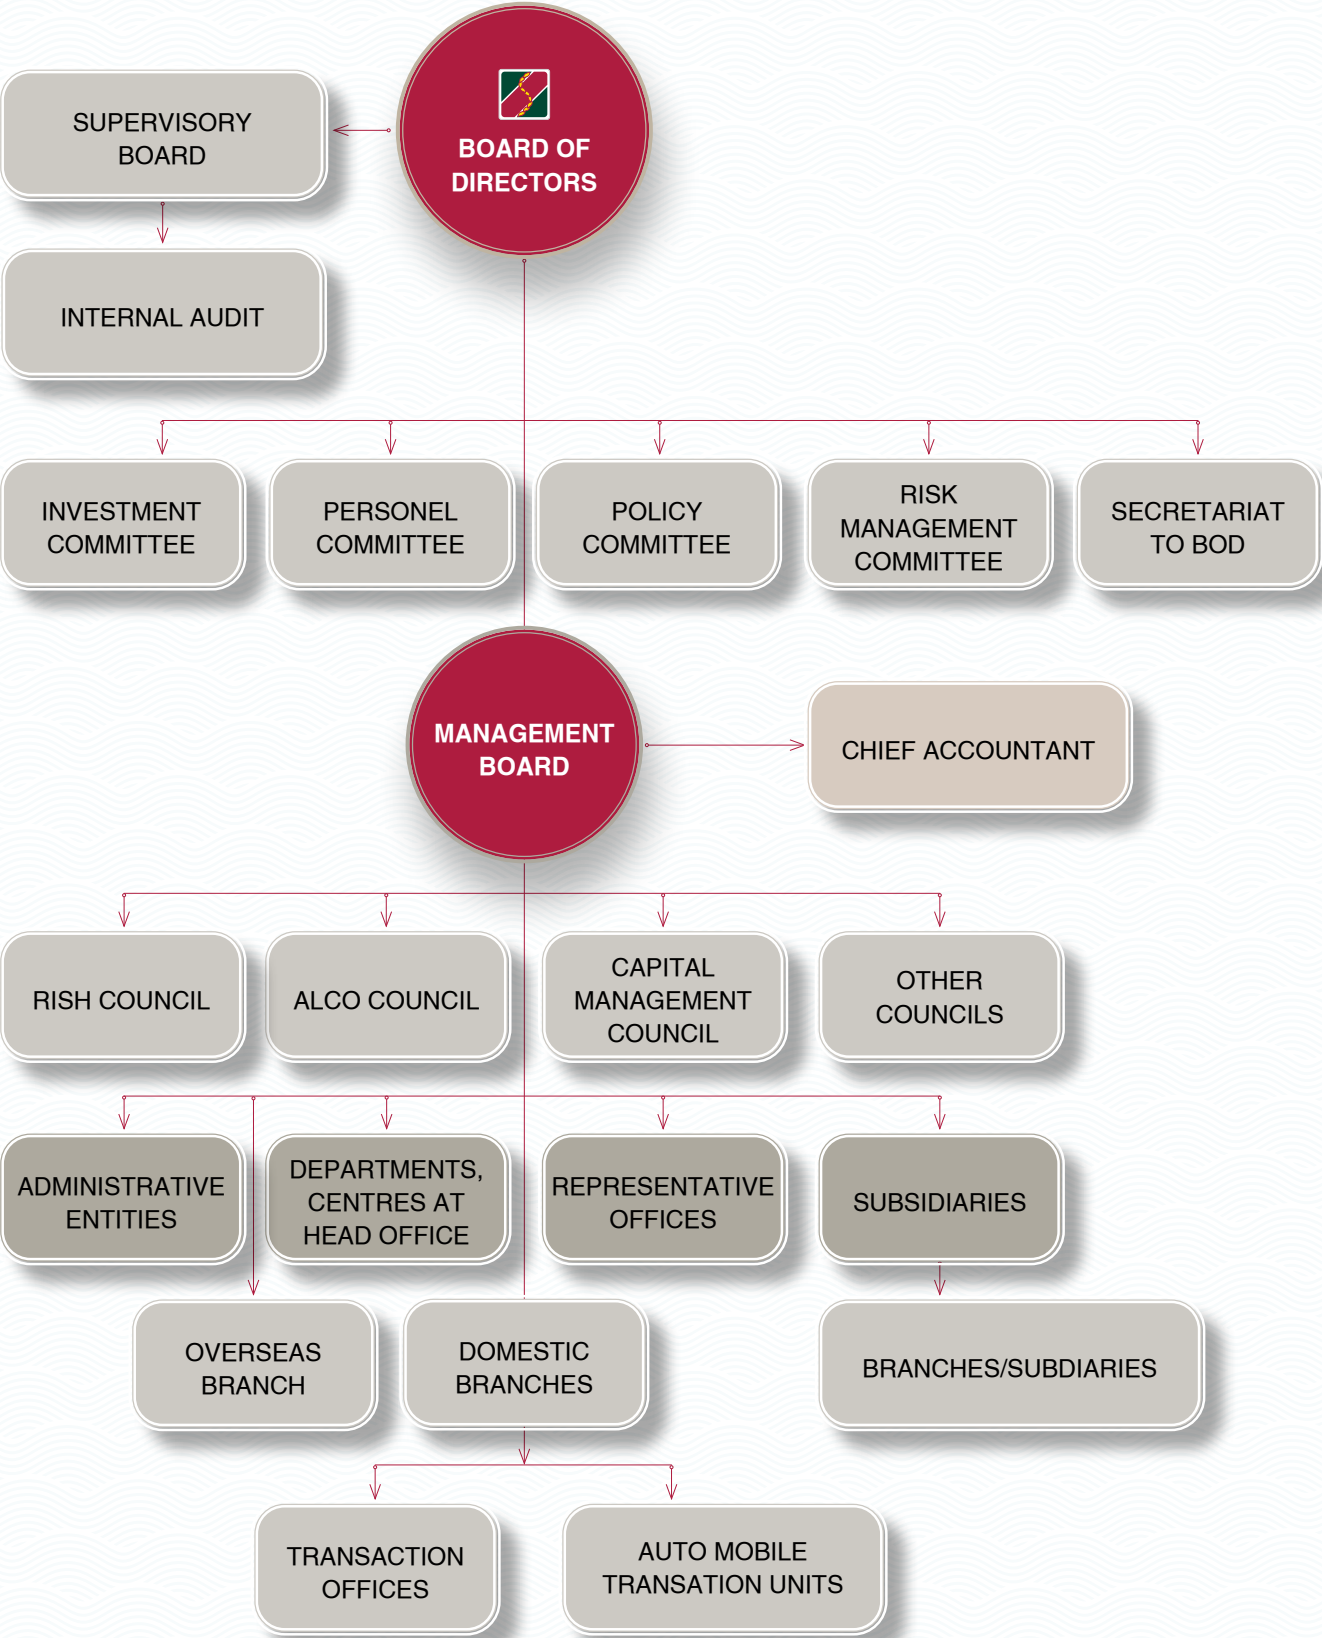 BOARD OF
DIRECTORS
SUPERVISORY
BOARD
INTERNAL AUDIT
INVESTMENT
COMMITTEE
PERSONEL
COMMITTEE
POLICY
COMMITTEE
RISK
MANAGEMENT
COMMITTEE
SECRETARIAT
TO BOD
MANAGEMENT
BOARD
CHIEF ACCOUNTANT
RISH COUNCIL
ALCO COUNCIL
CAPITAL
MANAGEMENT
COUNCIL
OTHER
COUNCILS
ADMINISTRATIVE
ENTITIES
DEPARTMENTS,
CENTRES AT
HEAD OFFICE
REPRESENTATIVE
OFFICES
SUBSIDIARIES
OVERSEAS
BRANCH
DOMESTIC
BRANCHES
BRANCHES/SUBDIARIES
TRANSACTION
OFFICES
AUTO MOBILE
TRANSATION UNITS